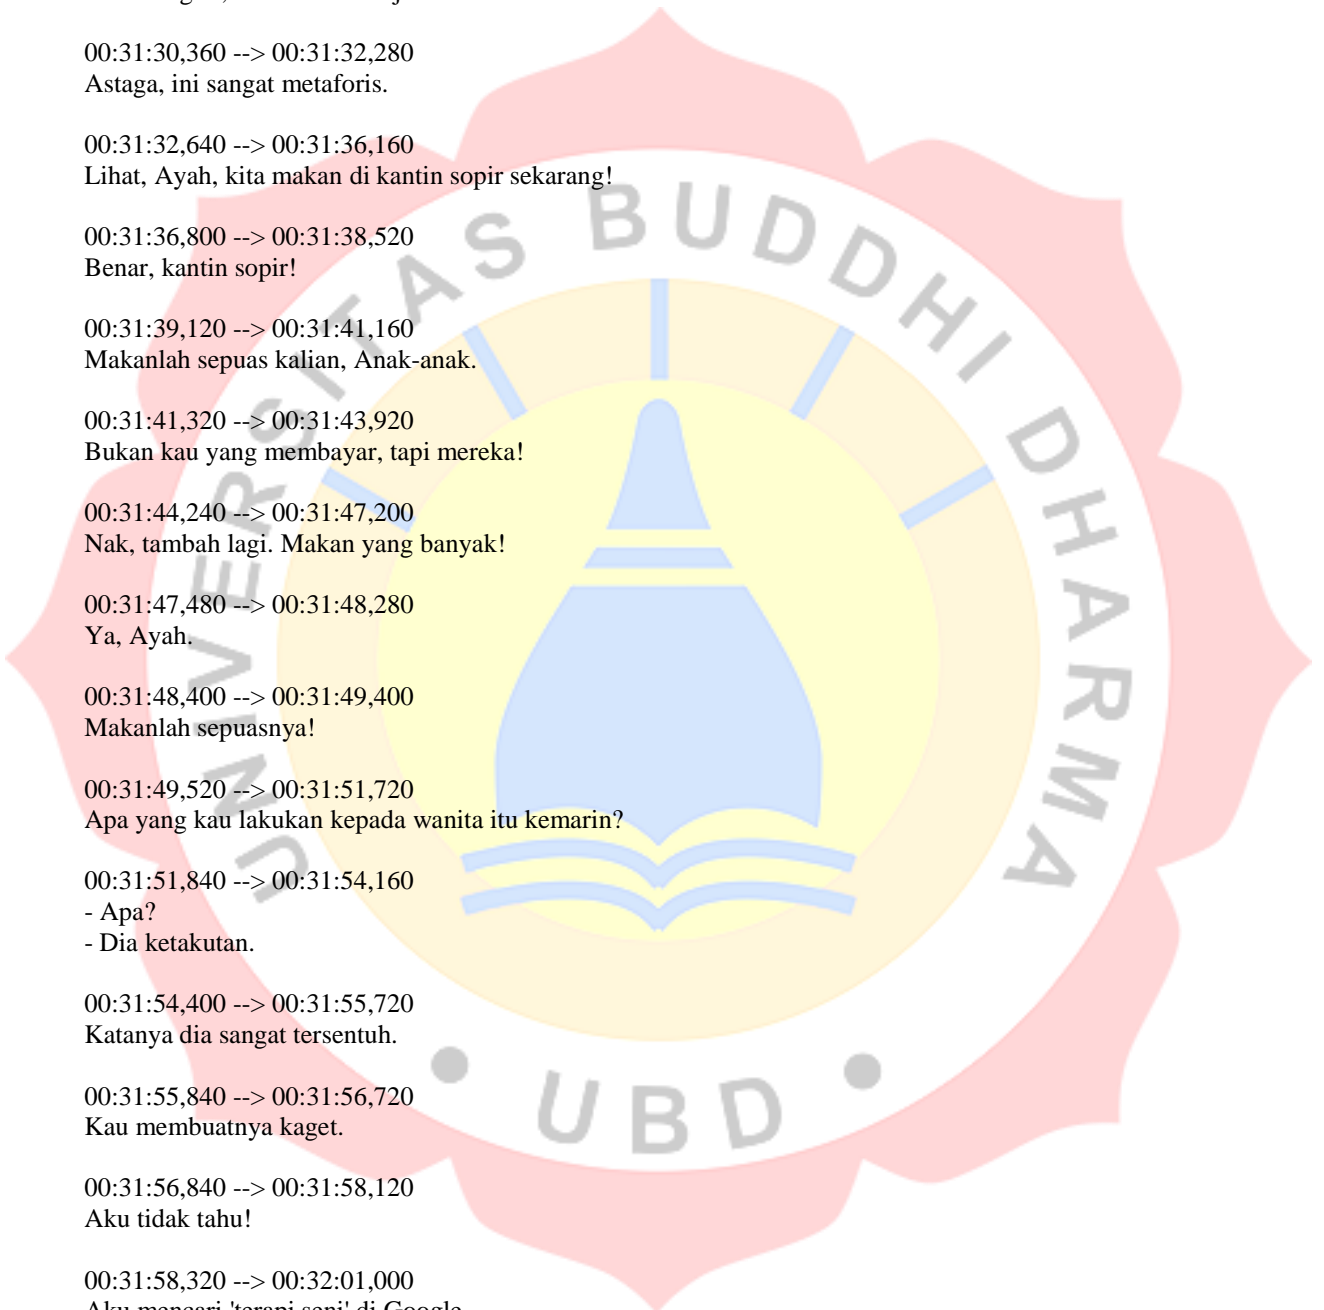 00:31:30,360 --> 00:31:32,280
Astaga, ini sangat metaforis.
00:31:32,640 --> 00:31:36,160
Lihat, Ayah, kita makan di kantin sopir sekarang!
00:31:36,800 --> 00:31:38,520
Benar, kantin sopir!
00:31:39,120 --> 00:31:41,160
Makanlah sepuas kalian, Anak-anak.
00:31:41,320 --> 00:31:43,920
Bukan kau yang membayar, tapi mereka!
00:31:44,240 --> 00:31:47,200
Nak, tambah lagi. Makan yang banyak!
00:31:47,480 --> 00:31:48,280
Ya, Ayah.
00:31:48,400 --> 00:31:49,400
Makanlah sepuasnya!
00:31:49,520 --> 00:31:51,720
Apa yang kau lakukan kepada wanita itu kemarin?
00:31:51,840 --> 00:31:54,160
- Apa?
- Dia ketakutan.
00:31:54,400 --> 00:31:55,720
Katanya dia sangat tersentuh.
00:31:55,840 --> 00:31:56,720
Kau membuatnya kaget.
00:31:56,840 --> 00:31:58,120
Aku tidak tahu!
00:31:58,320 --> 00:32:01,000
Aku mencari 'terapi seni' di Google
UNIVERSITAS BUDDHI DHARMA
• UBD •